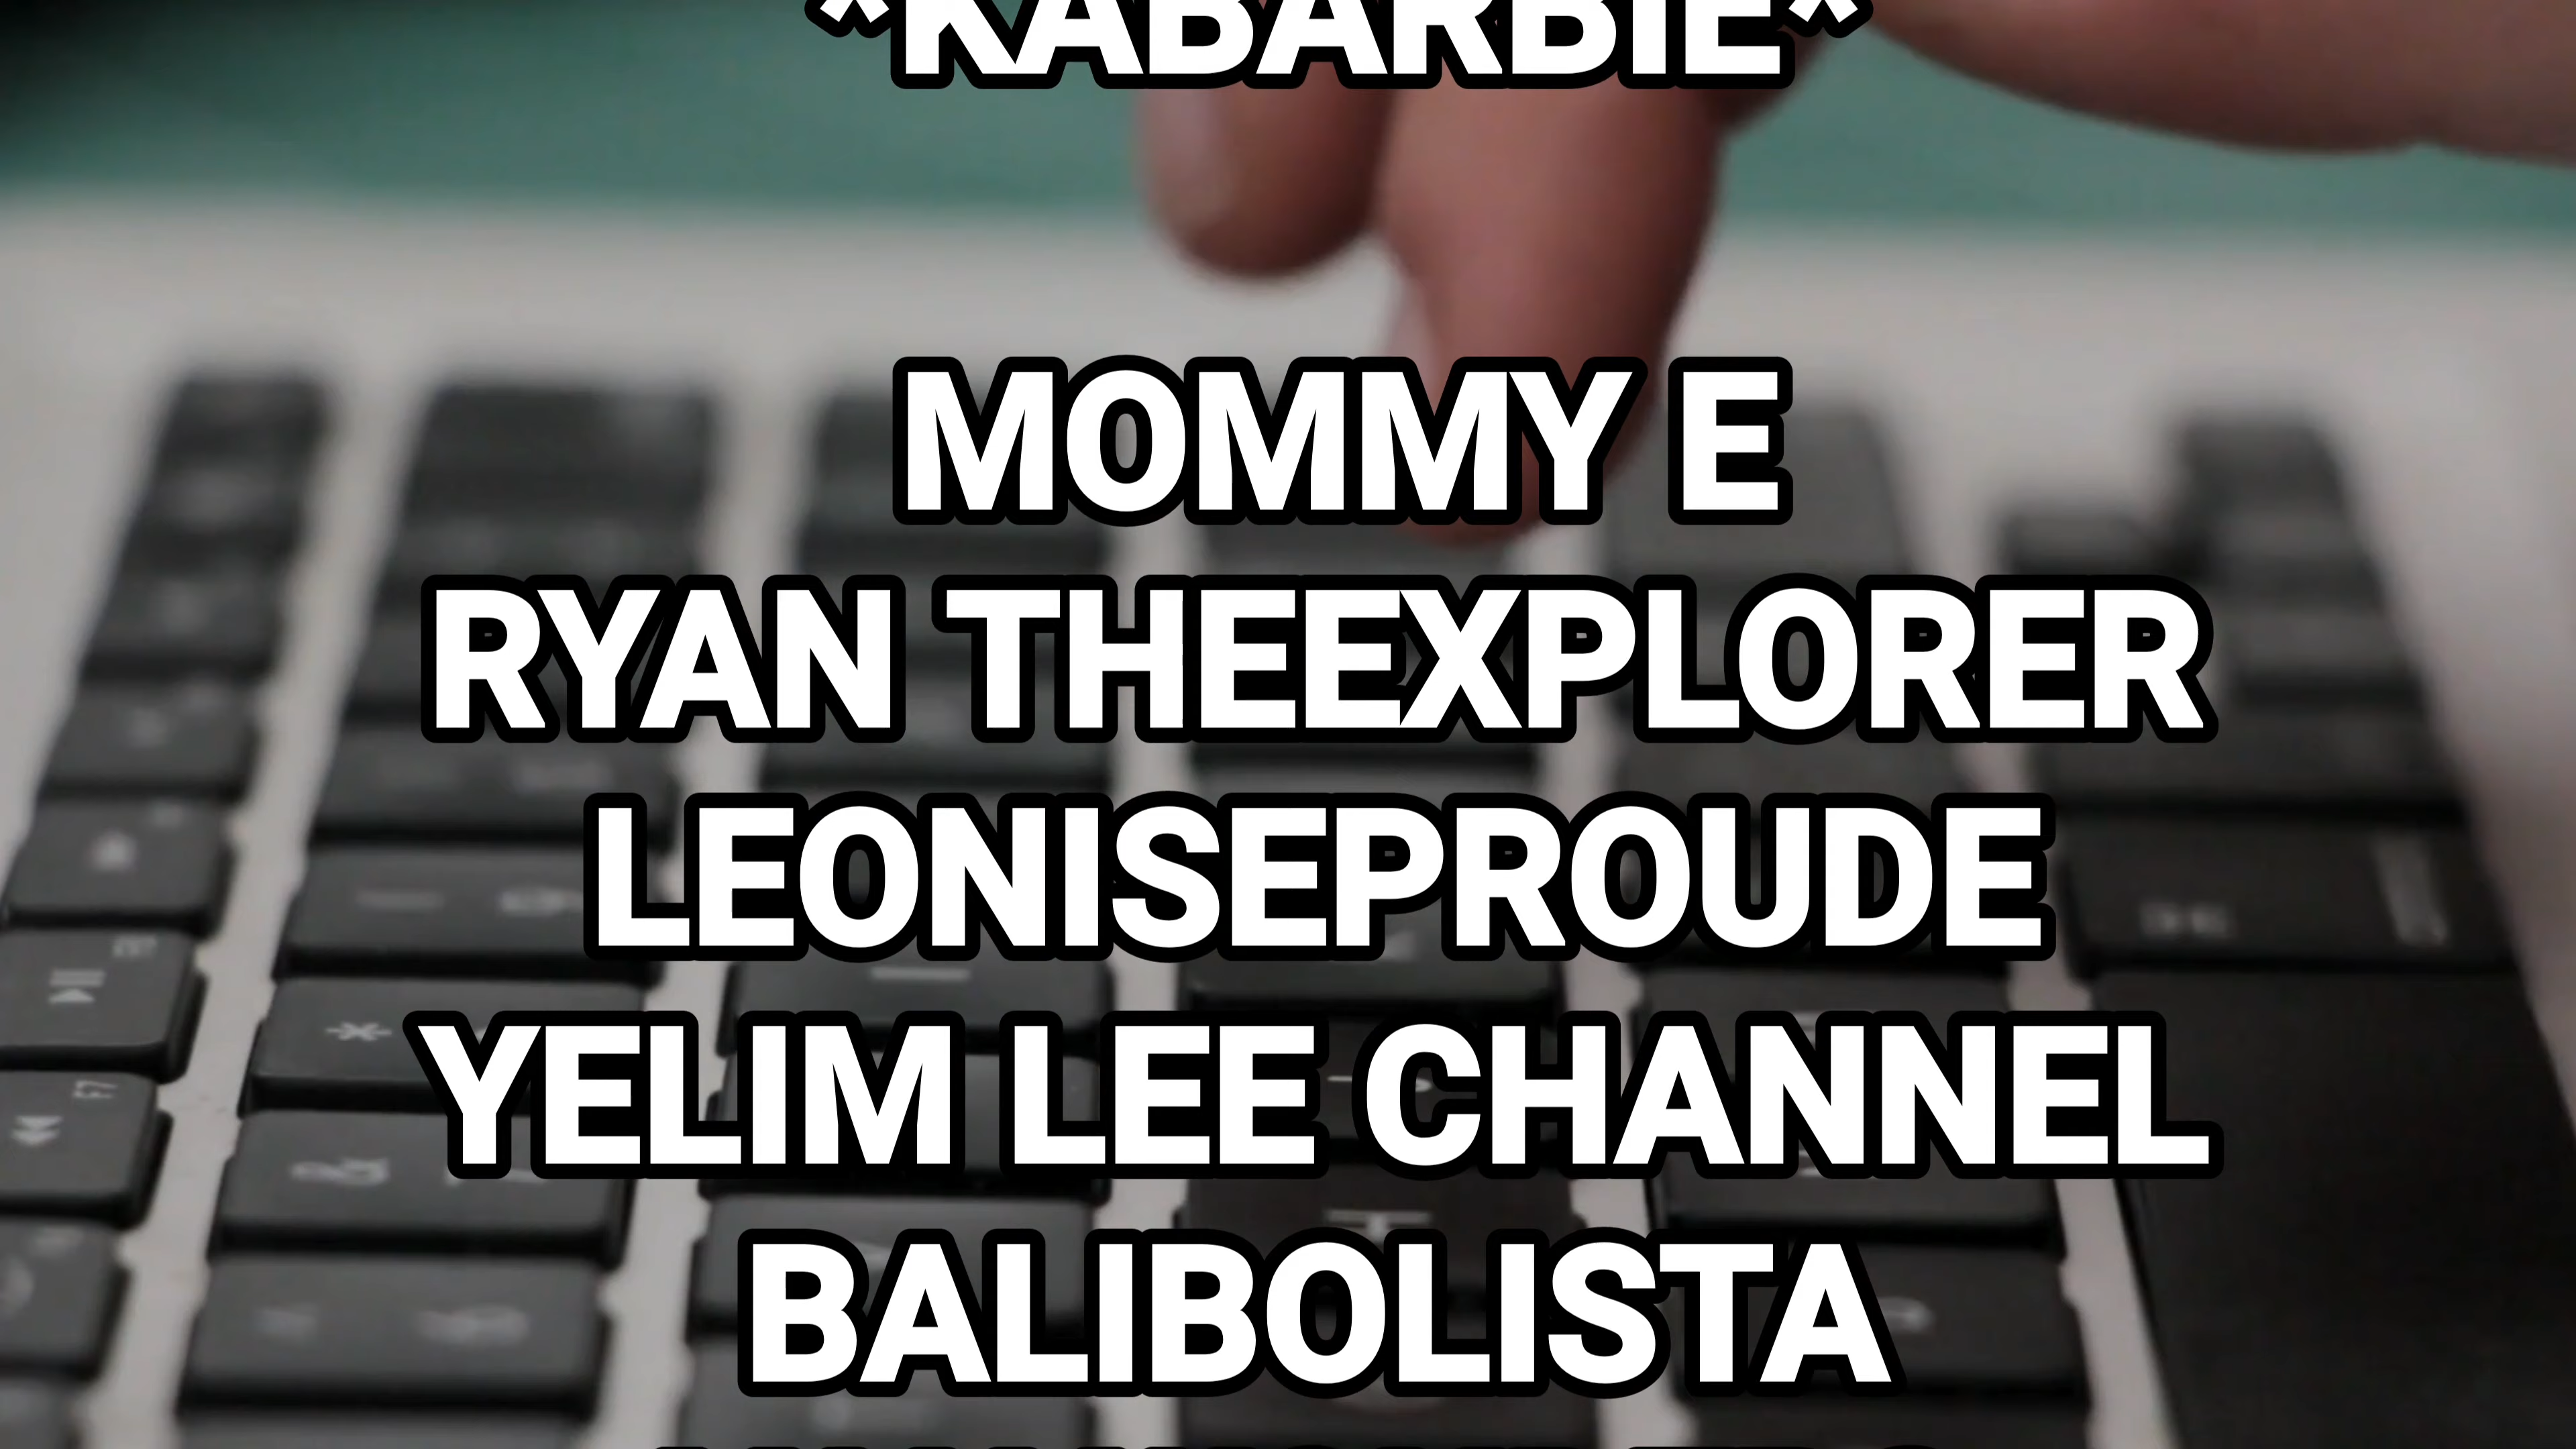 *KABARBIE*
MOMMY E
RYAN THEEXPLORER
LEONISEPROUDE
YELIM LEE CHANNEL
BALIBOLISTA